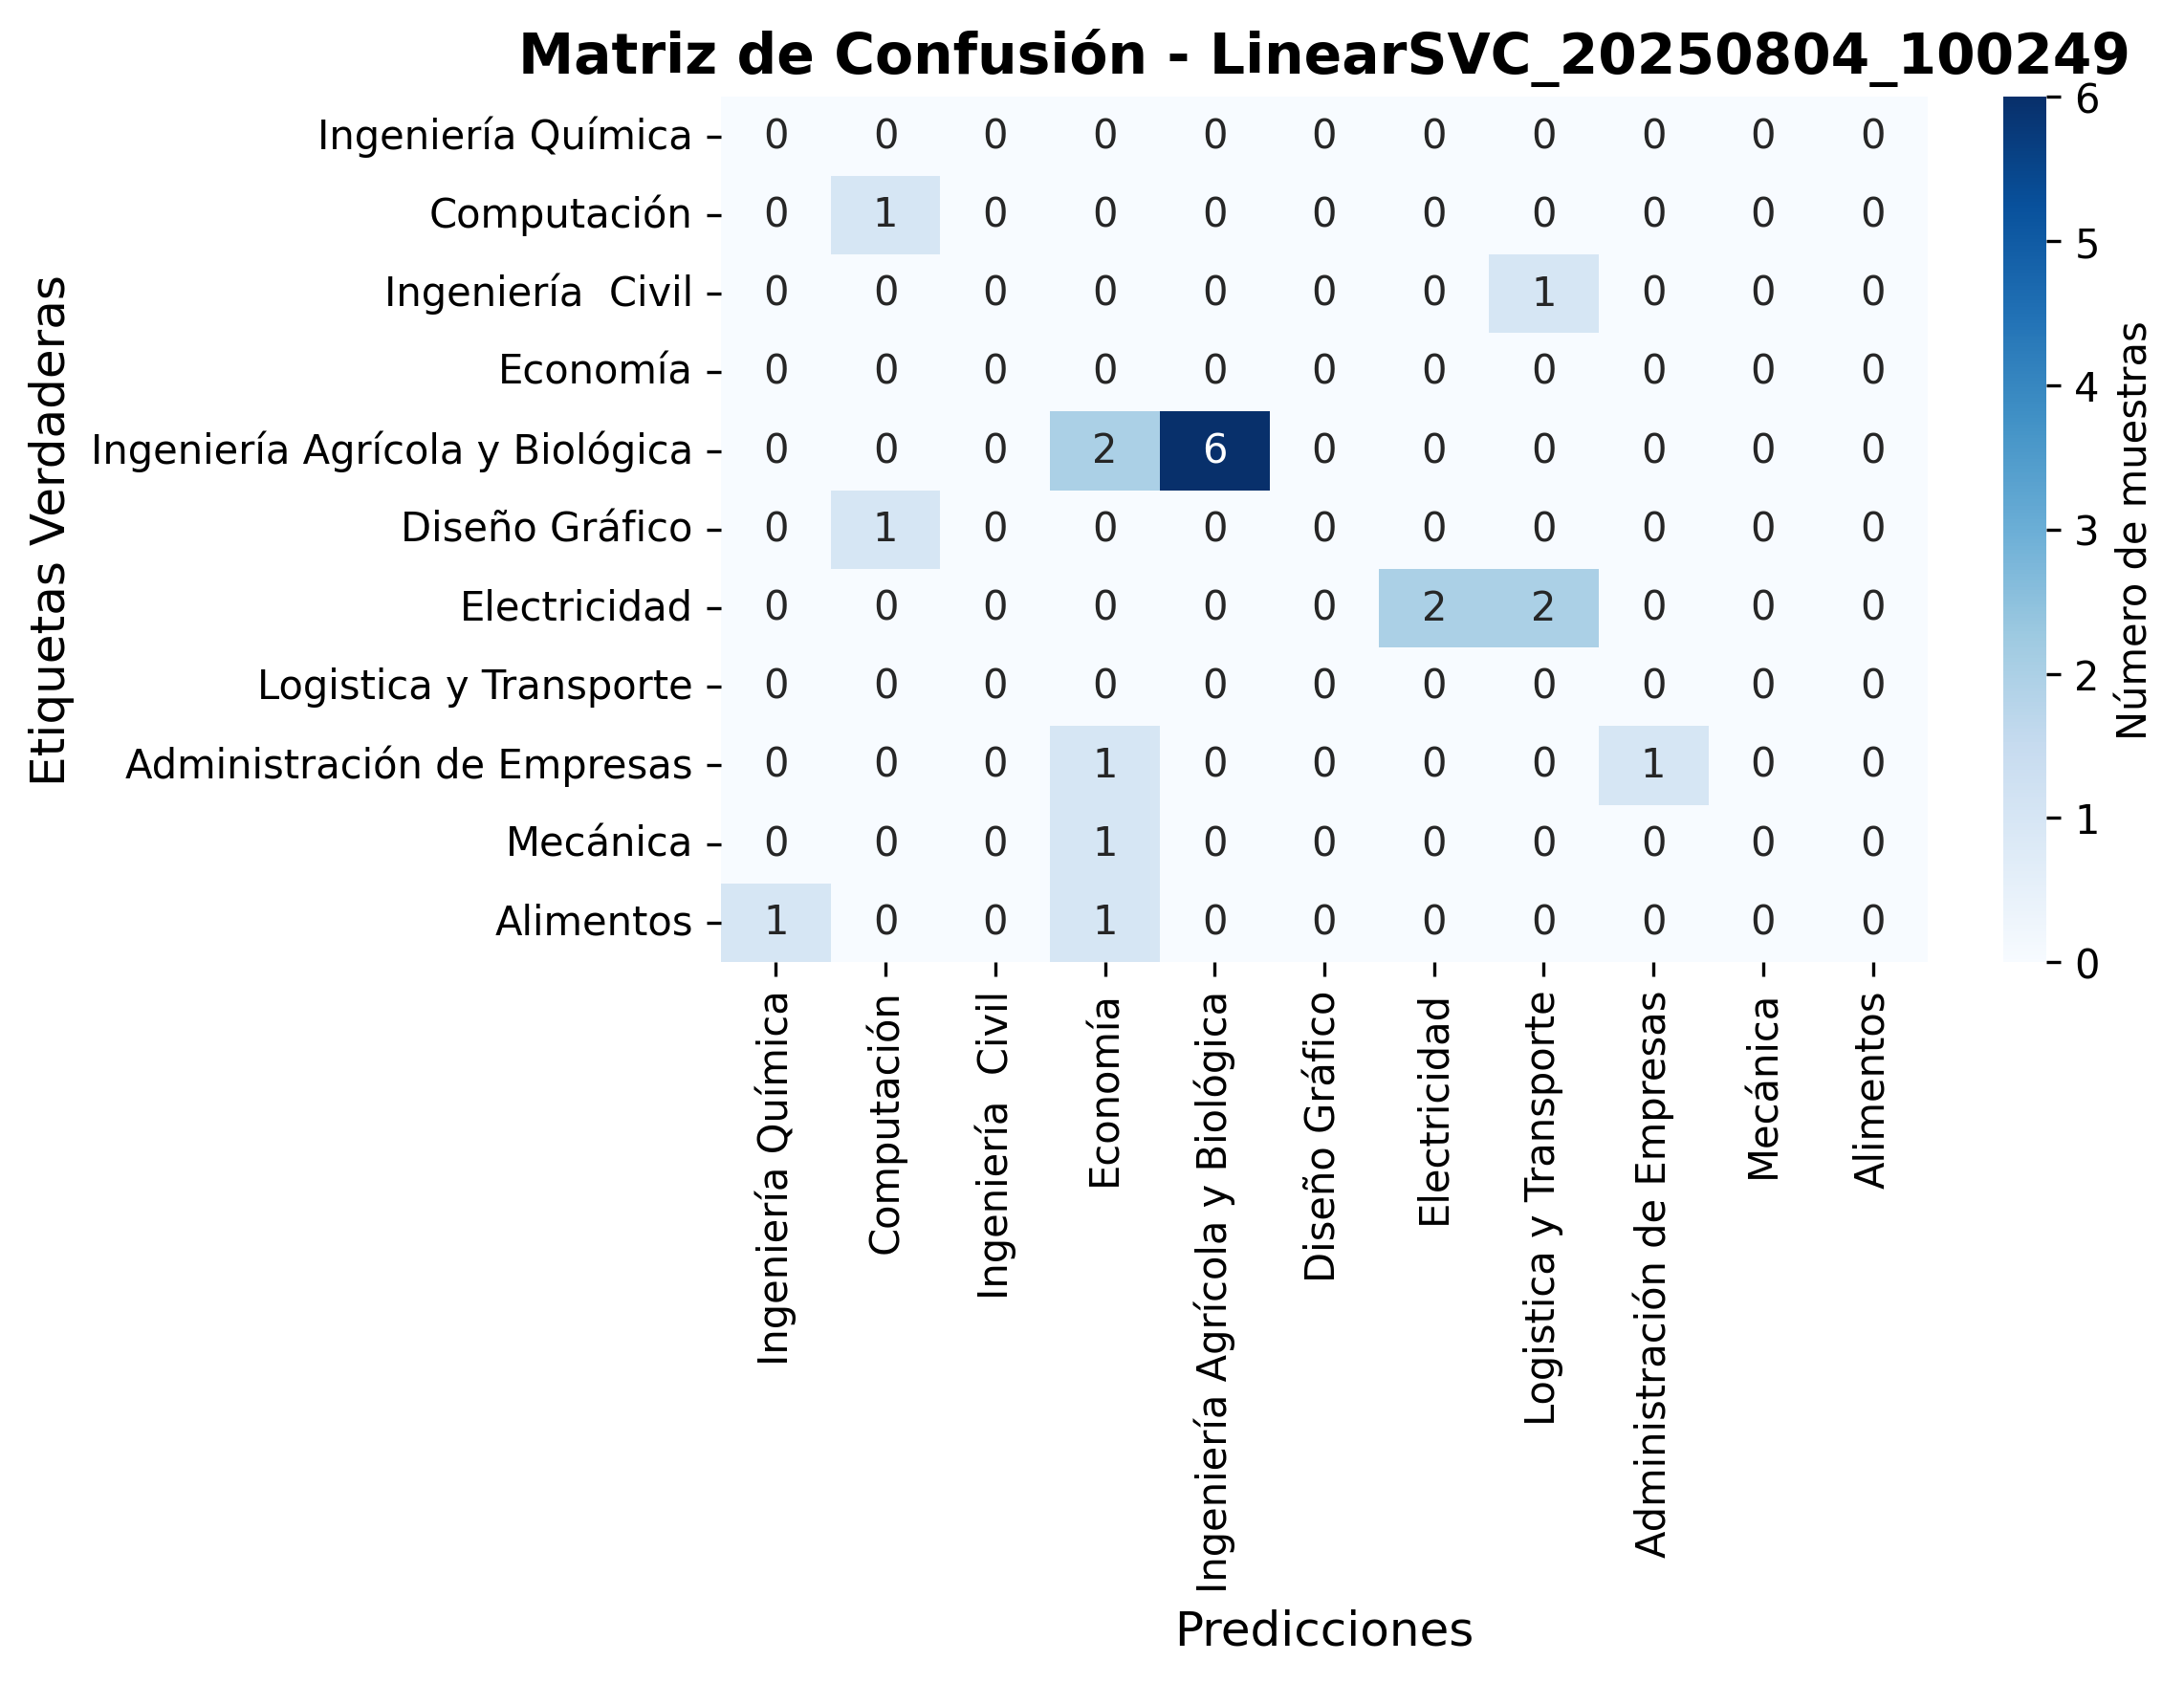 Matriz de Confusión - LinearSVC_20250804_100249
Etiquetas Verdaderas
Ingeniería Química 0 0 0 0 0 0 0 0 0 0 0
Computación 0 1 0 0 0 0 0 0 0 0 0
Ingeniería  Civil 0 0 0 0 0 0 0 1 0 0 0
Economía 0 0 0 0 0 0 0 0 0 0 0
Ingeniería Agrícola y Biológica 0 0 0 2 6 0 0 0 0 0 0
Diseño Gráfico 0 1 0 0 0 0 0 0 0 0 0
Electricidad 0 0 0 0 0 0 2 2 0 0 0
Logistica y Transporte 0 0 0 0 0 0 0 0 0 0 0
Administración de Empresas 0 0 0 1 0 0 0 0 1 0 0
Mecánica 0 0 0 1 0 0 0 0 0 0 0
Alimentos 1 0 0 1 0 0 0 0 0 0 0
Ingeniería Química
Computación
Ingeniería  Civil
Economía
Ingeniería Agrícola y Biológica
Diseño Gráfico
Electricidad
Logistica y Transporte
Administración de Empresas
Mecánica
Alimentos
Predicciones
6
5
4
3
2
1
0
Número de muestras